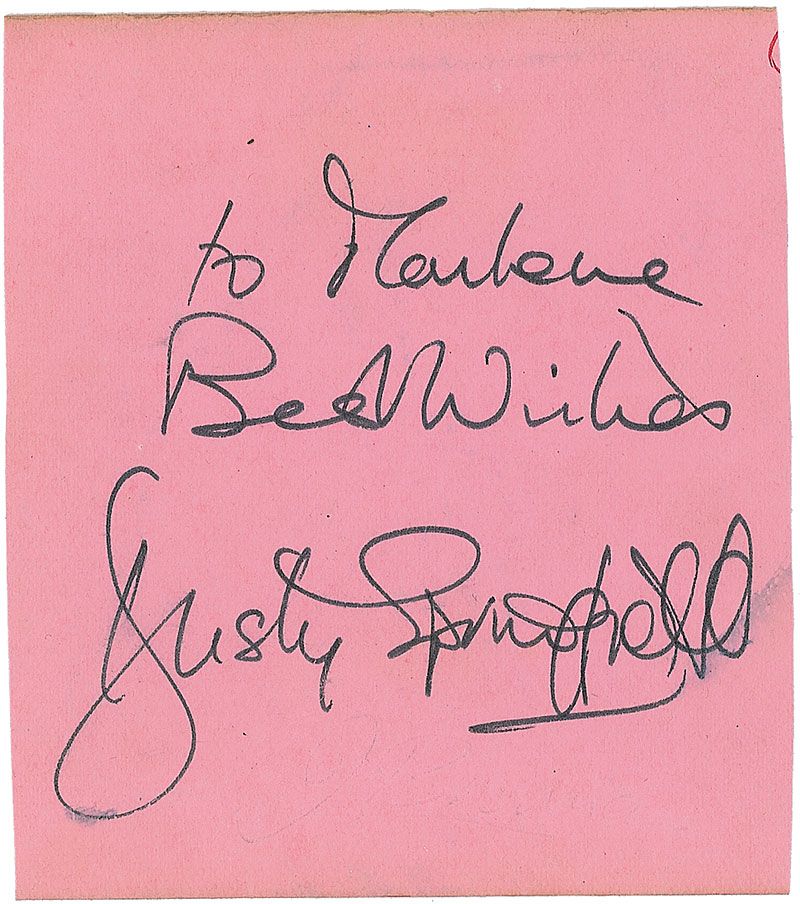 to Marlene
Best Wishes
Dusty Springfield